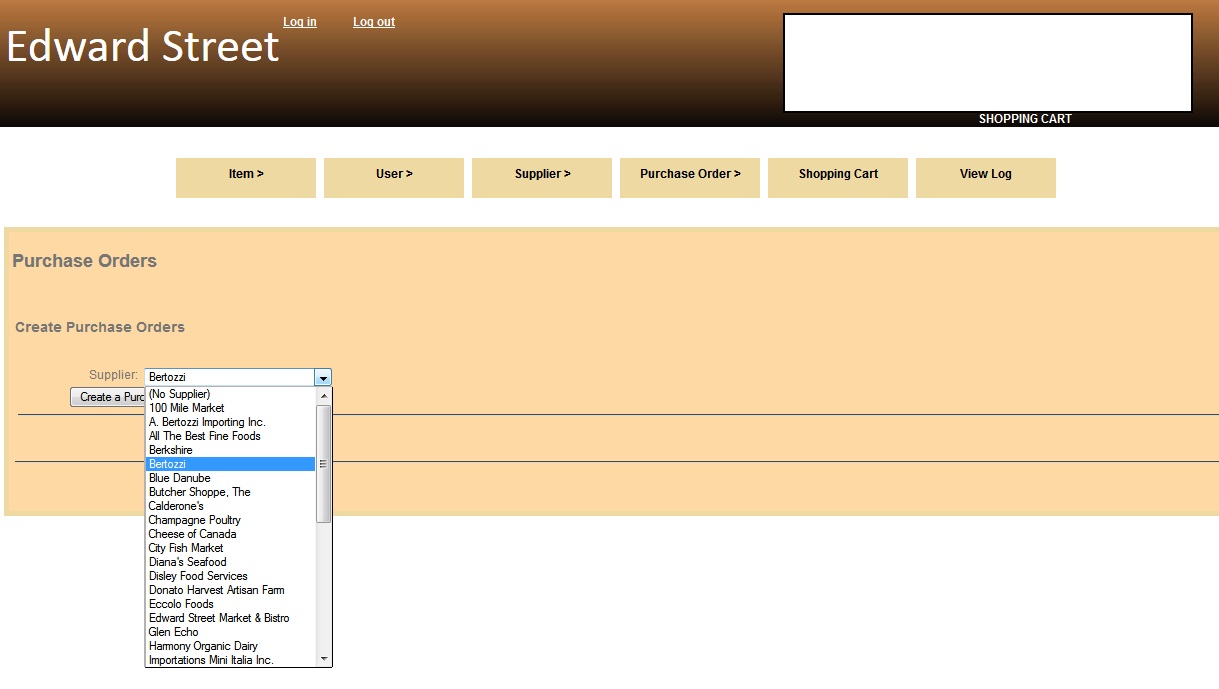 Log in Log out
Edward Street
SHOPPING CART
Item > User > Supplier > Purchase Order > Shopping Cart View Log
Purchase Orders
Create Purchase Orders
Supplier: Bertozzi
Create a Purc
(No Supplier)
100 Mile Market
A. Bertozzi Importing Inc.
All The Best Fine Foods
Berkshire
Bertozzi
Blue Danube
Butcher Shoppe, The
Calderone's
Champagne Poultry
Cheese of Canada
City Fish Market
Diana's Seafood
Disley Food Services
Donato Harvest Artisan Farm
Eccolo Foods
Edward Street Market & Bistro
Glen Echo
Harmony Organic Dairy
Importations Mini Italia Inc.